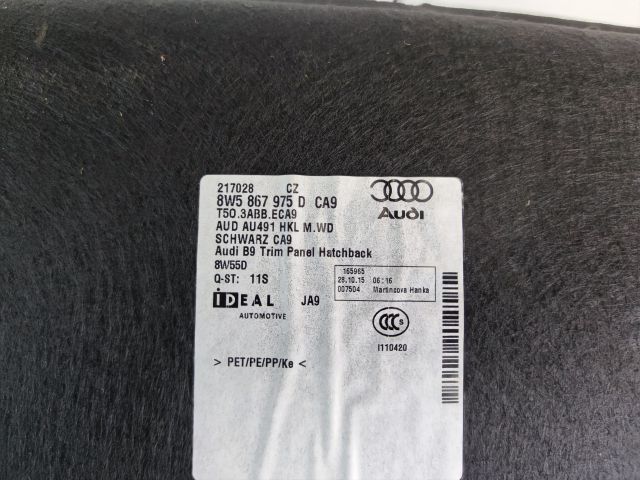 217028 CZ
8W5 867 975 D CA9
T50.3ABB.ECA9
AUD AU491 HKL M.WD
SCHWARZ CA9
Audi B9 Trim Panel Hatchback
8W55D
Q-ST: 11S
Audi
165965
28.10.15 06:16
007504 Martincova Hanka
iDEAL JA9
AUTOMOTIVE
CCC S
I110420
> PET/PE/PP/Ke <